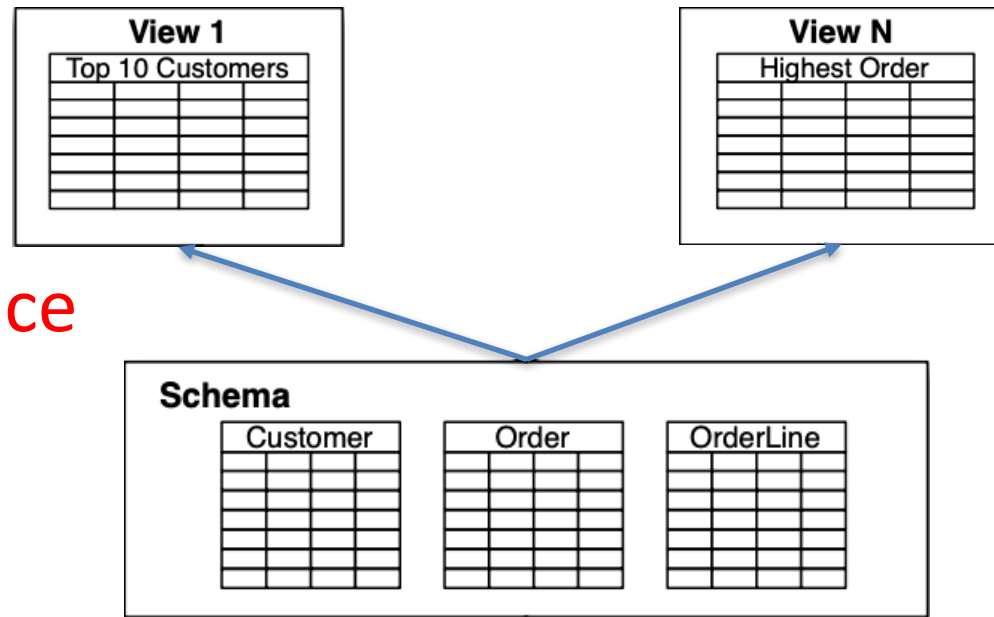 View 1
Top 10 Customers
View N
Highest Order
ce
Schema
Customer
Order
OrderLine